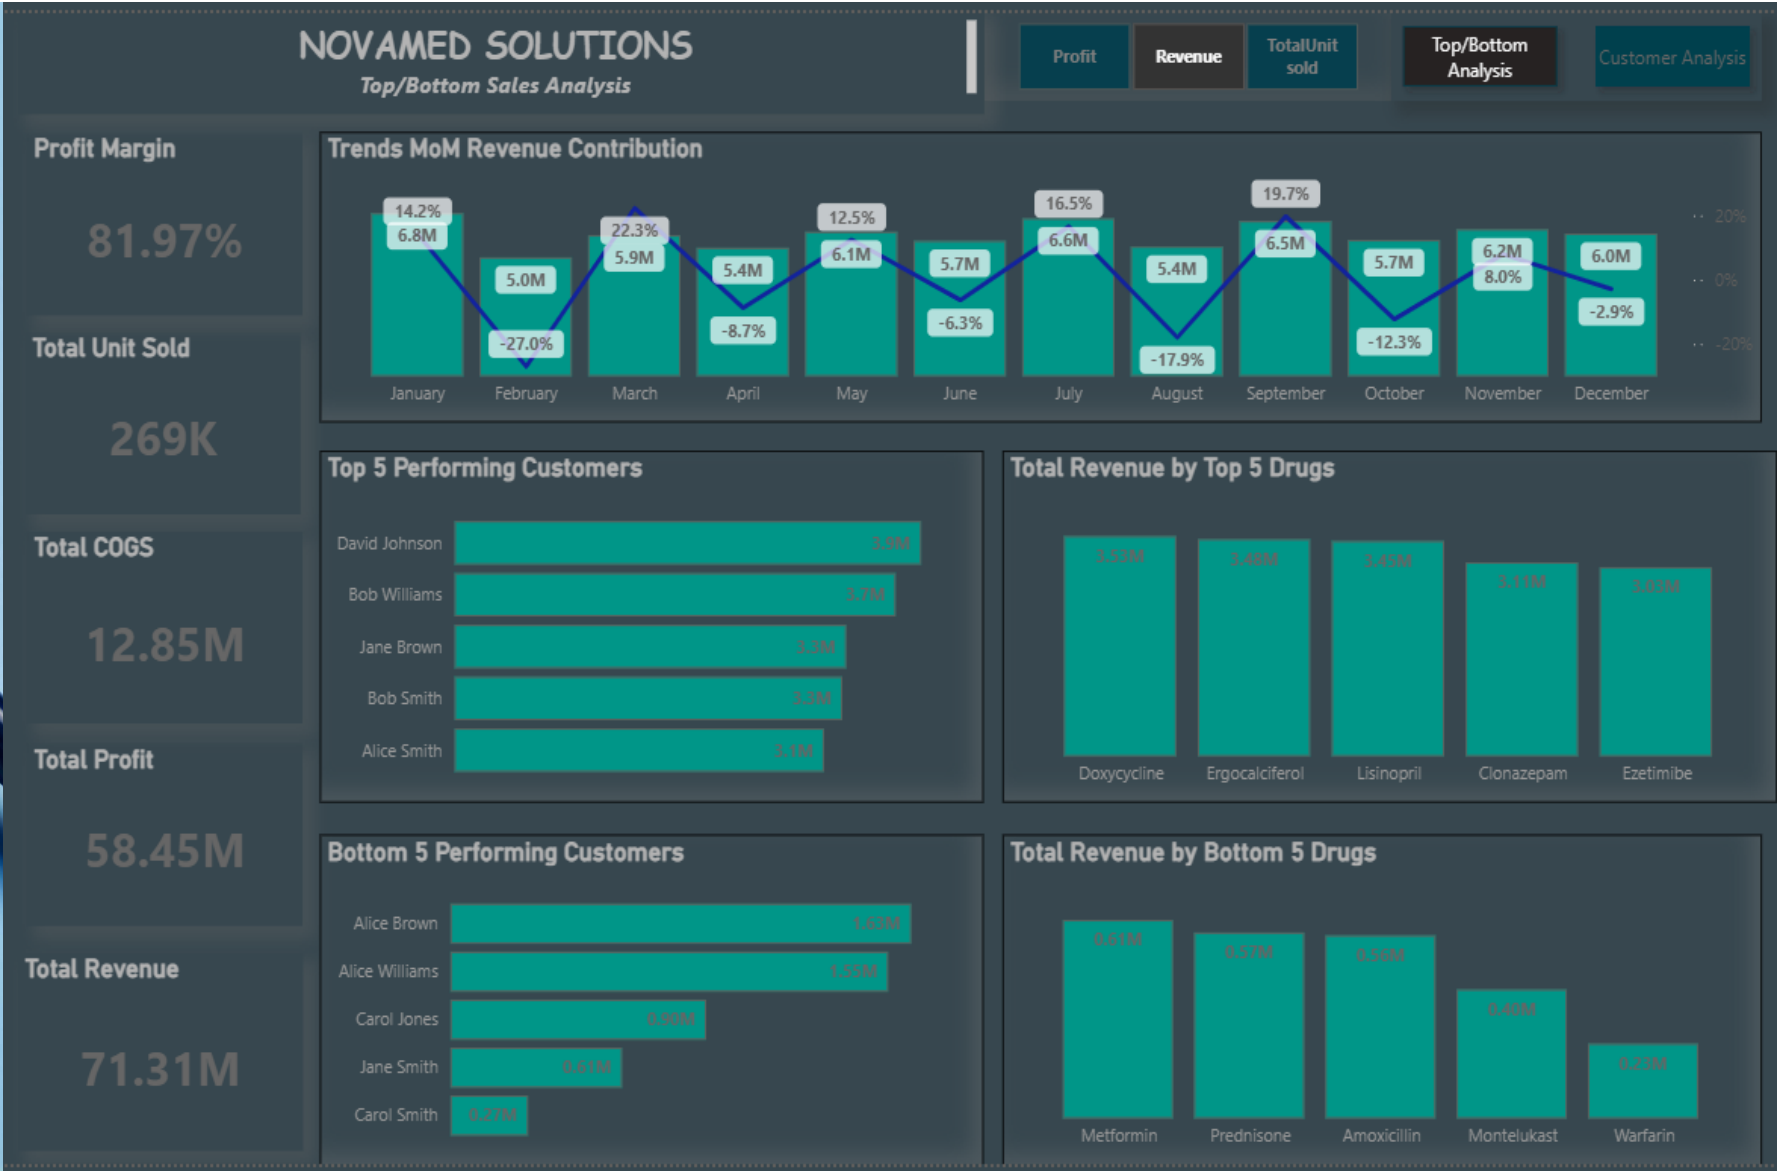 NOVAMED SOLUTIONS
Top/Bottom Sales Analysis
Profit
Revenue
TotalUnit
sold
Top/Bottom
Analysis
Customer Analysis
Profit Margin
81.97%
Total Unit Sold
269K
Total COGS
12.85M
Total Profit
58.45M
Total Revenue
71.31M
Trends MoM Revenue Contribution
14.2%
22.3%
12.5%
16.5%
19.7%
6.8M
5.0M
5.9M
5.4M
6.1M
5.7M
6.6M
5.4M
6.5M
5.7M
6.2M
6.0M
-27.0%
-8.7%
-6.3%
-17.9%
-12.3%
8.0%
-2.9%
20%
0%
-20%
January February March April May June July August September October November December
Top 5 Performing Customers
David Johnson 3.9M
Bob Williams 3.7M
Jane Brown 3.3M
Bob Smith 3.3M
Alice Smith 3.1M
Total Revenue by Top 5 Drugs
3.53M 3.48M 3.45M 3.11M 3.03M
Doxycycline Ergocalciferol Lisinopril Clonazepam Ezetimibe
Bottom 5 Performing Customers
Alice Brown 1.63M
Alice Williams 1.55M
Carol Jones 0.90M
Jane Smith 0.61M
Carol Smith 0.27M
Total Revenue by Bottom 5 Drugs
0.61M 0.57M 0.56M 0.40M 0.23M
Metformin Prednisone Amoxicillin Montelukast Warfarin